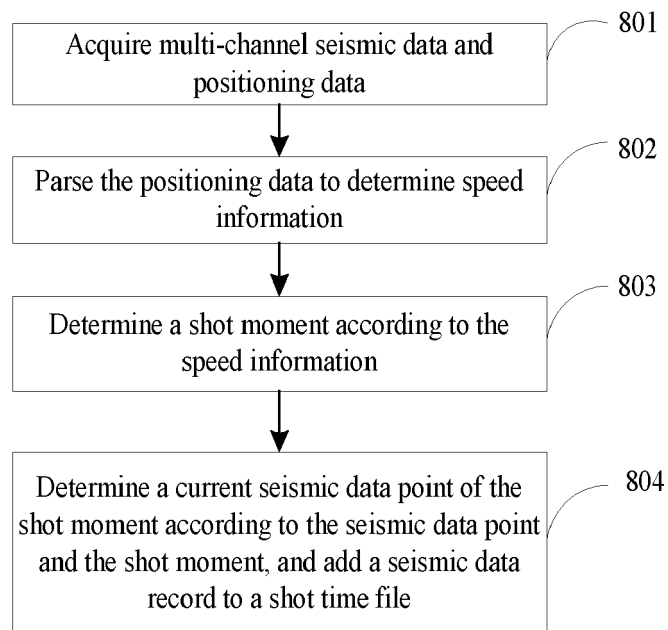 Acquire multi-channel seismic data and
positioning data
801
Parse the positioning data to determine speed
information
802
Determine a shot moment according to the
speed information
803
Determine a current seismic data point of the
shot moment according to the seismic data point
and the shot moment, and add a seismic data
record to a shot time file
804